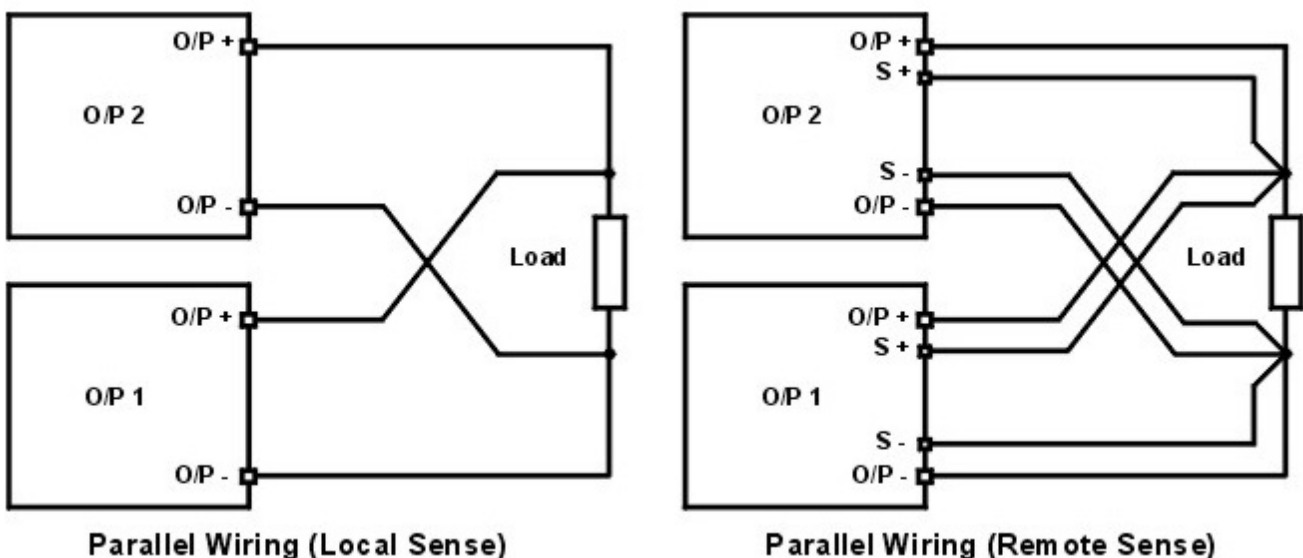 O/P +
O/P 2
O/P -
O/P +
O/P 1
O/P -
Load
Parallel Wiring (Local Sense)
O/P +
S +
O/P 2
S -
O/P -
O/P +
S +
O/P 1
S -
O/P -
Load
Parallel Wiring (Remote Sense)